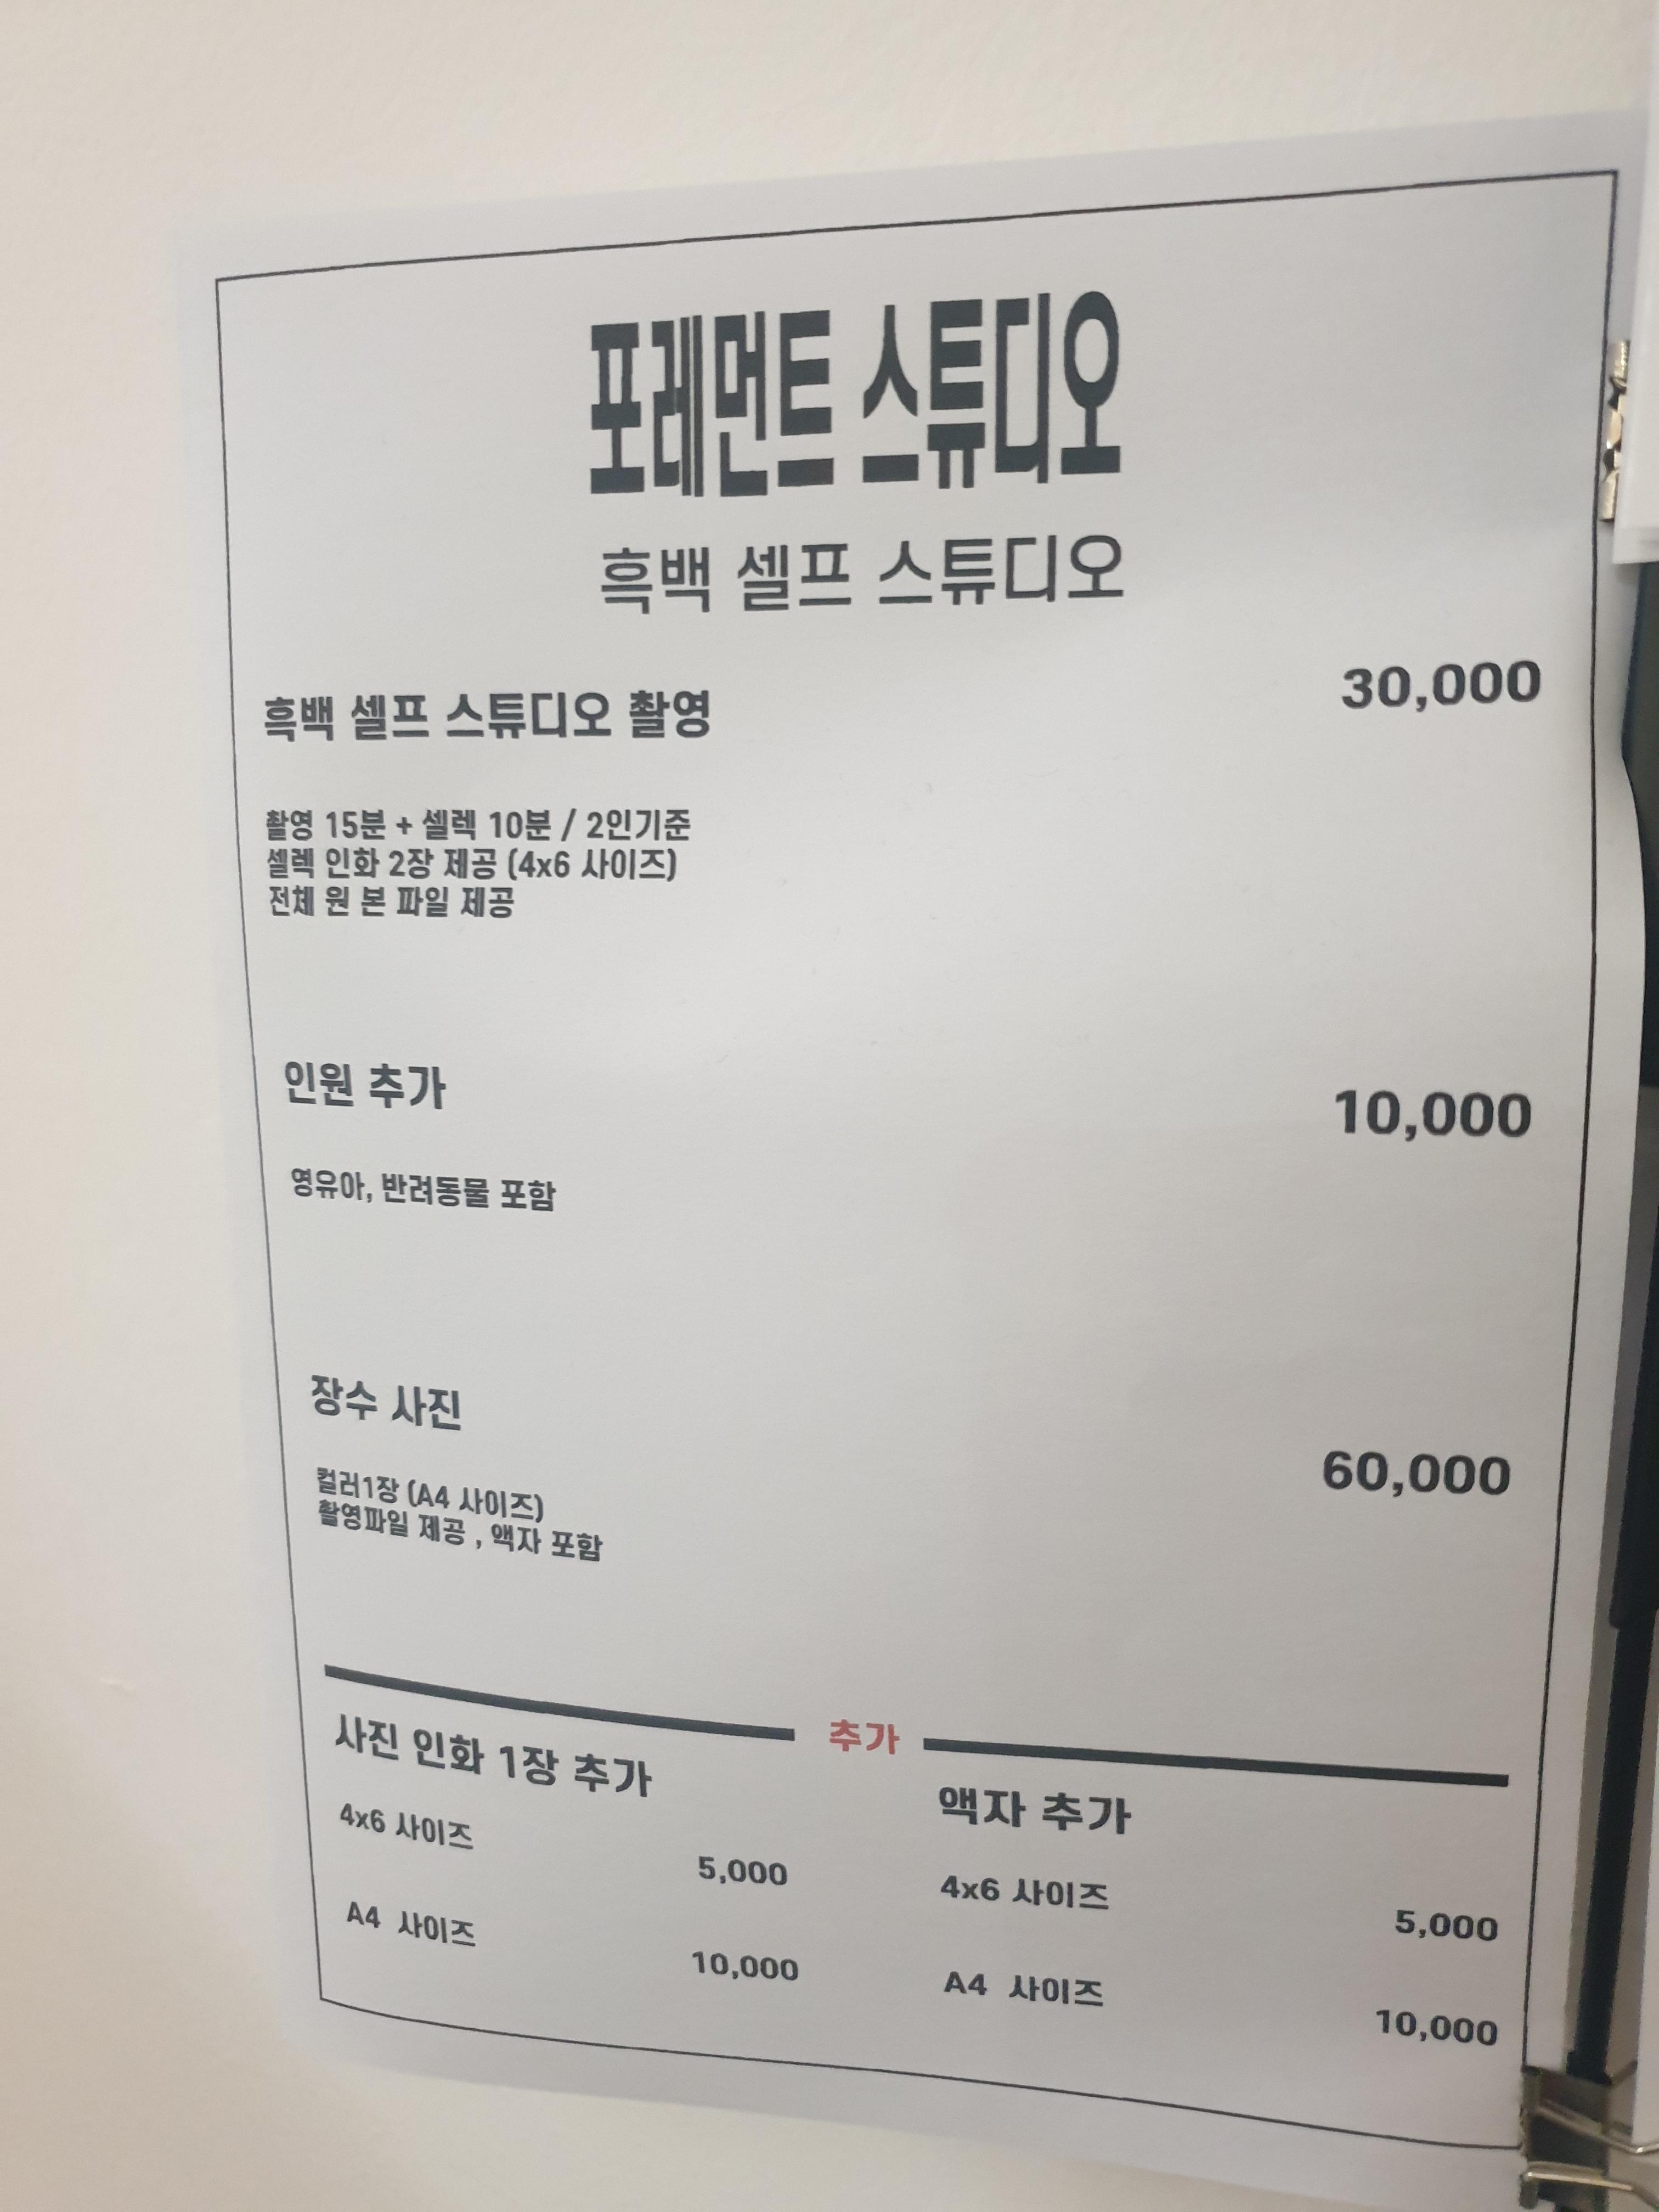 포레먼트 스튜디오
흑백 셀프 스튜디오
흑백 셀프 스튜디오 촬영 30,000
촬영 15분 + 셀렉 10분 / 2인기준
셀렉 인화 2장 제공 (4x6 사이즈)
전체 원 본 파일 제공
인원 추가 10,000
영유아, 반려동물 포함
장수 사진 60,000
컬러1장 (A4 사이즈)
촬영파일 제공 , 액자 포함
추가
사진 인화 1장 추가
4x6 사이즈 5,000
A4 사이즈 10,000
액자 추가
4x6 사이즈 5,000
A4 사이즈 10,000